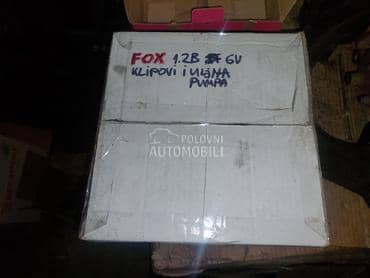 FOX 1.2B 6V
KLIPOVI i ULJNA
PUMPA
POLOVNI
AUTOMOBILI